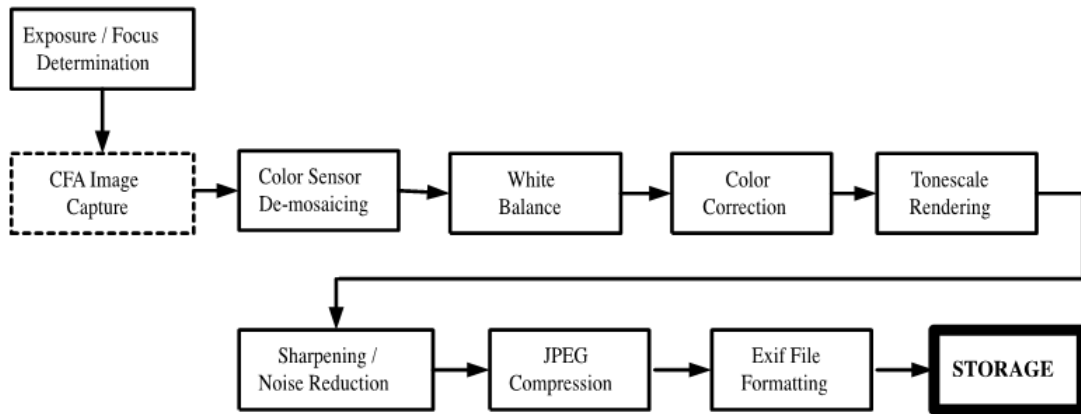 Exposure / Focus
Determination
CFA Image
Capture
Color Sensor
De-mosaicing
White
Balance
Color
Correction
Tonescale
Rendering
Sharpening /
Noise Reduction
JPEG
Compression
Exif File
Formatting
STORAGE